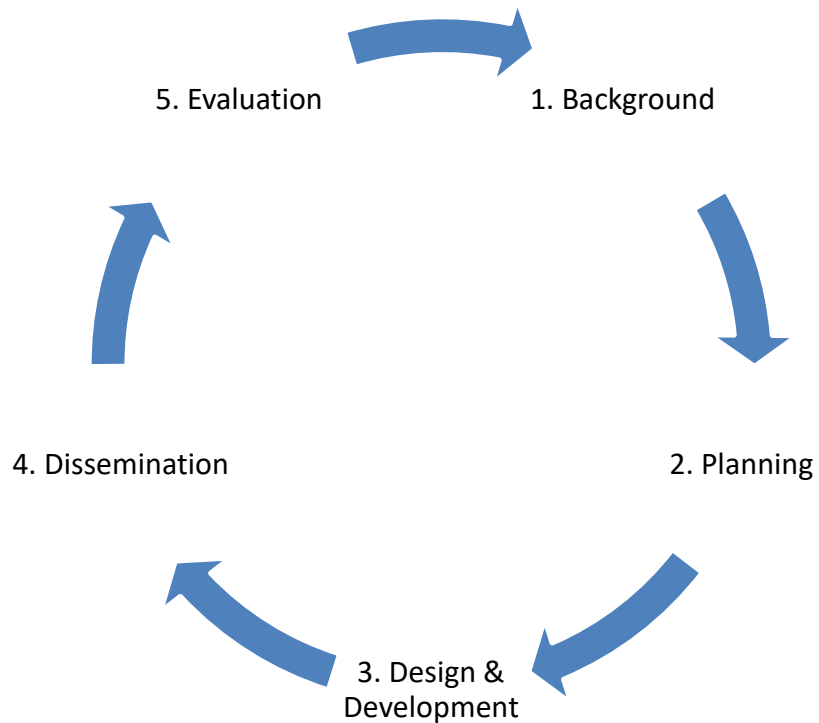 1. Background
2. Planning
3. Design &
Development
4. Dissemination
5. Evaluation